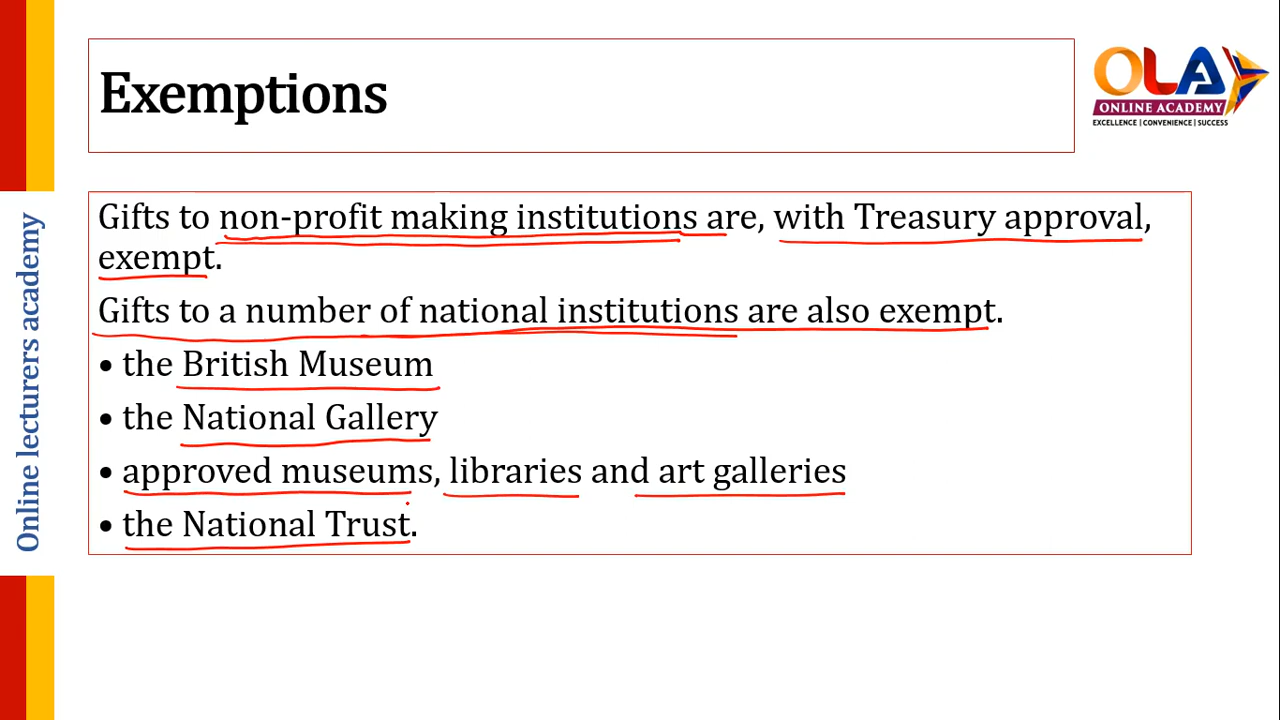 Exemptions
OLA
ONLINE ACADEMY
EXCELLENCE | CONVENIENCE | SUCCESS
Online lecturers academy
Gifts to non-profit making institutions are, with Treasury approval,
exempt.
Gifts to a number of national institutions are also exempt.
• the British Museum
• the National Gallery
• approved museums, libraries and art galleries
• the National Trust.